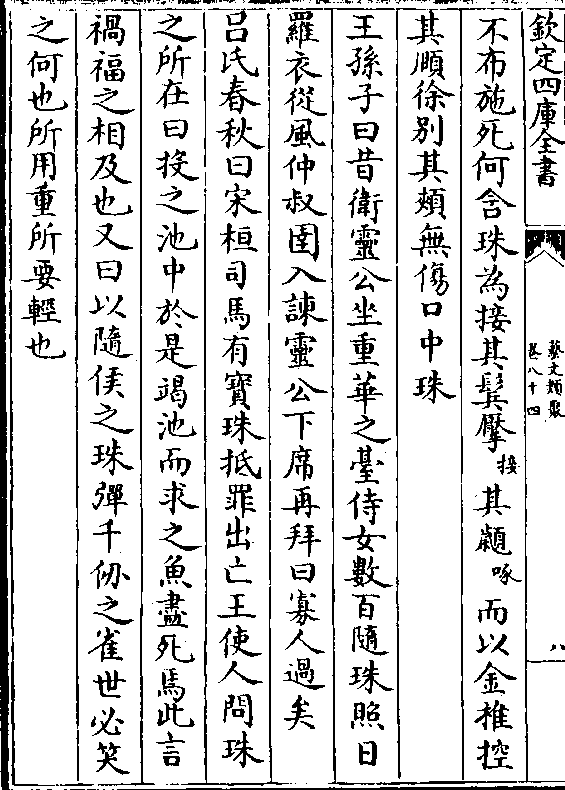 欽定四庫全書
藝文類聚
卷八十四
八
不布施死何含珠為接其鬂擪接其顪啄而以金椎控
其頤徐别其頰無傷口中珠
王孫子曰昔衛靈公坐重華之臺侍女數百隨珠照日
羅衣從風仲叔圉入諫靈公下席再拜曰寡人過矣
吕氏春秋曰宋桓司馬有寳珠抵罪出亡王使人問珠
之所在曰投之池中於是竭池而求之魚盡死焉此言
禍福之相及也又曰以隨侯之珠彈千仞之雀世必笑
之何也所用重所要輕也